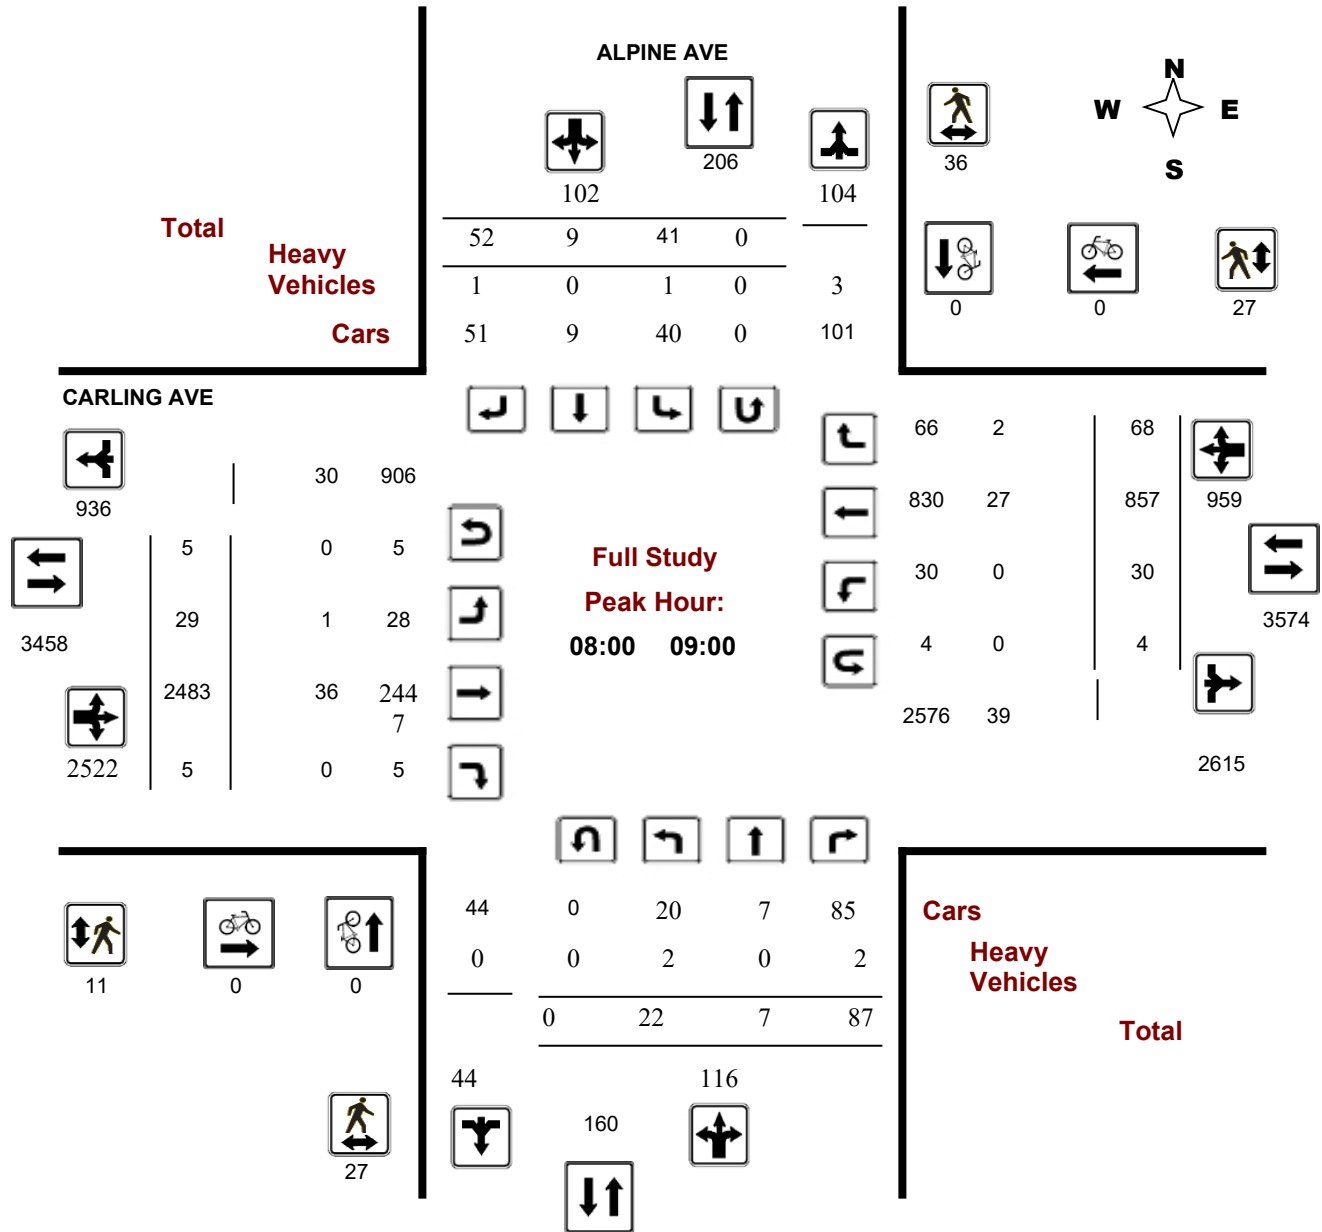 ALPINE AVE
N
W E
S
206
36
102
104
Total
52 9 41 0
Heavy
Vehicles
1 0 1 0 3
0 0 27
Cars
51 9 40 0 101
CARLING AVE
66 2 68
30 906
936
830 27 857 959
5 0 5
Full Study
Peak Hour:
08:00 09:00
30 0 30
29 1 28
3458
3574
4 0 4
2483 36 244
7
2576 39
2522 5 0 5
2615
44 0 20 7 85
Cars
0 0 2 0 2
Heavy
Vehicles
11 0 0
0 22 7 87
Total
44 116
160
27